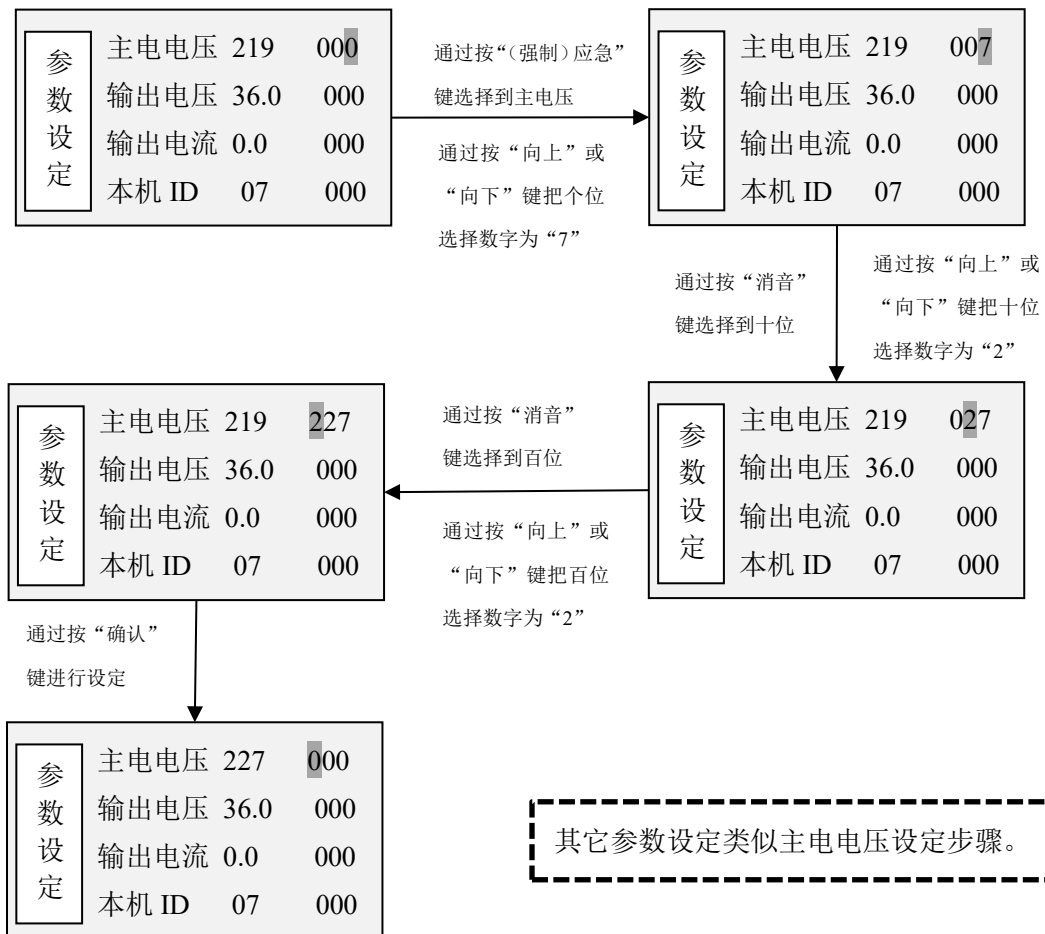 参数设定
主电电压 219 000
输出电压 36.0 000
输出电流 0.0 000
本机 ID 07 000
通过按“(强制)应急”
键选择到主电压
通过按“向上”或
“向下”键把个位
选择数字为“7”
参数设定
主电电压 219 007
输出电压 36.0 000
输出电流 0.0 000
本机 ID 07 000
通过按“消音”
键选择到十位
通过按“向上”或
“向下”键把十位
选择数字为“2”
参数设定
主电电压 219 027
输出电压 36.0 000
输出电流 0.0 000
本机 ID 07 000
通过按“消音”
键选择到百位
通过按“向上”或
“向下”键把百位
选择数字为“2”
参数设定
主电电压 219 227
输出电压 36.0 000
输出电流 0.0 000
本机 ID 07 000
通过按“确认”
键进行设定
参数设定
主电电压 227 000
输出电压 36.0 000
输出电流 0.0 000
本机 ID 07 000
其它参数设定类似主电电压设定步骤。